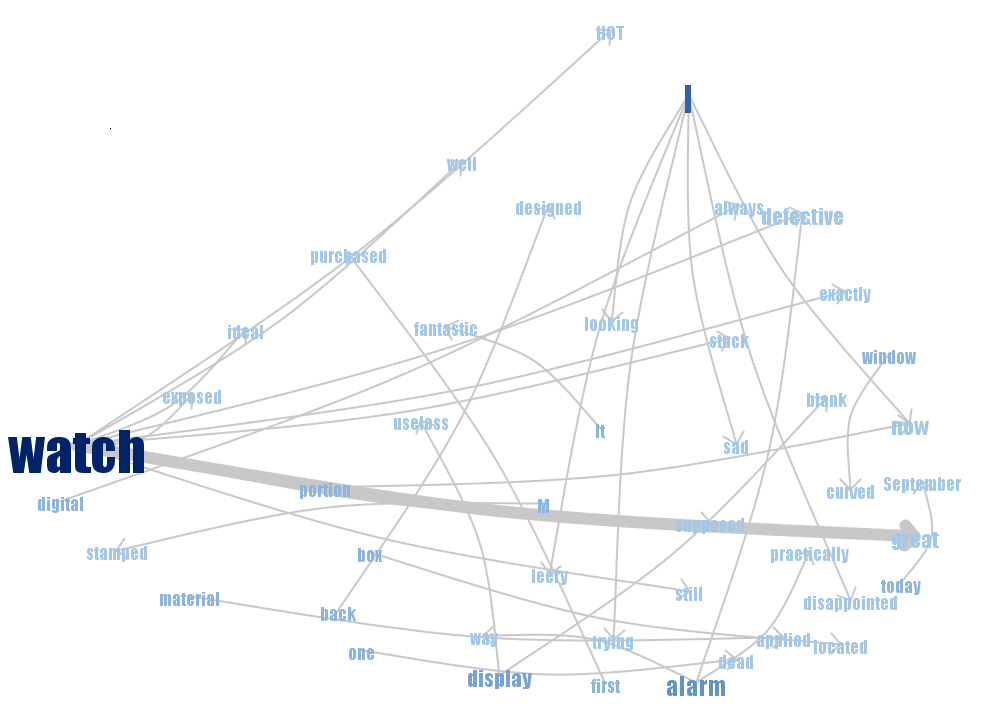 HOT
I
well
designed
always
defective
purchased
exactly
looking
fantastic
ideal
stuck
window
exposed
blank
useless
now
It
watch
sad
portion
curved
September
digital
M
supposed
great
stamped
box
practically
leery
still
today
material
disappointed
back
way
trying
applied
located
one
dead
display
first
alarm